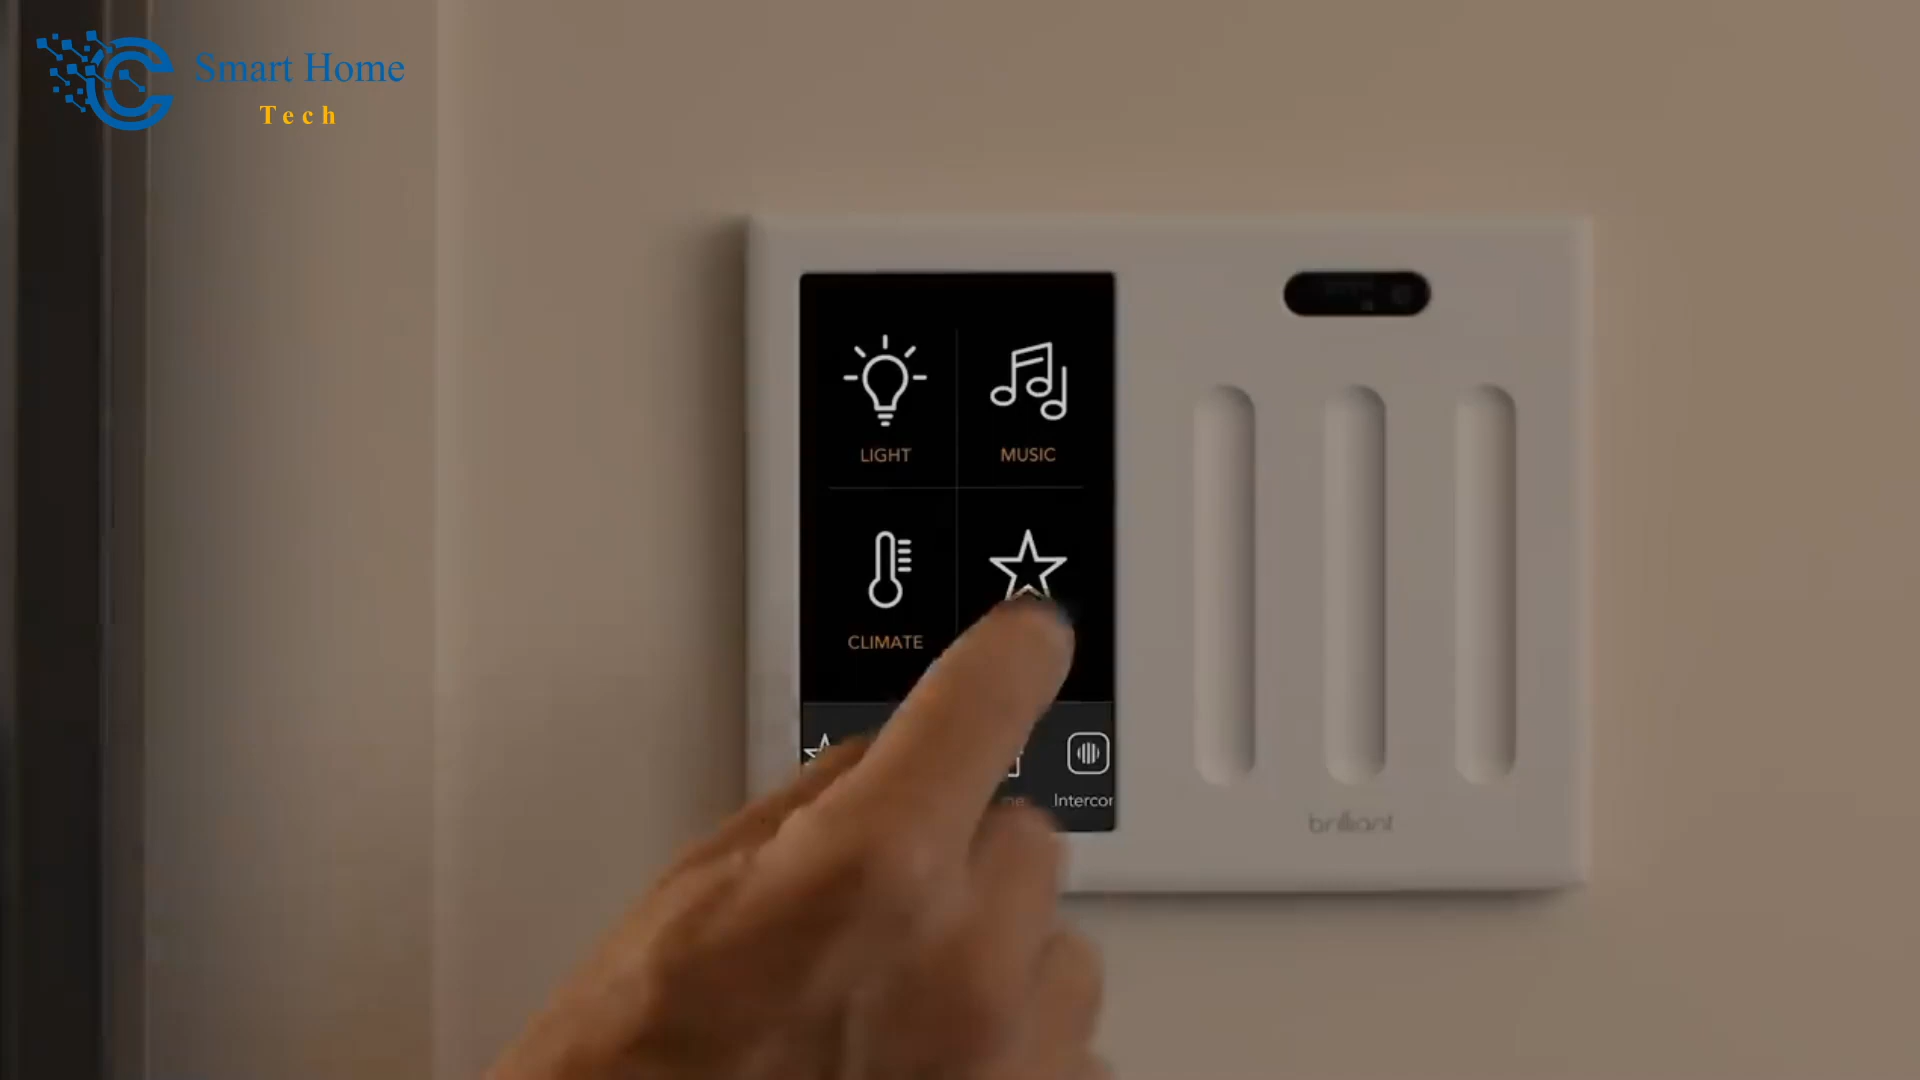 Smart Home
Tech
LIGHT
MUSIC
CLIMATE
Intercor
brilliant